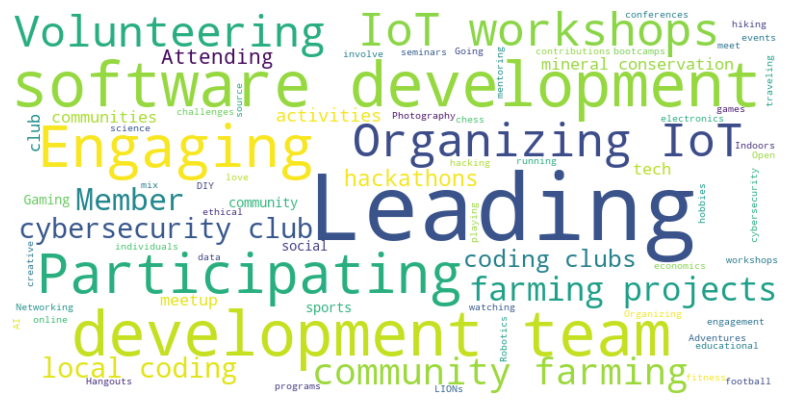 Volunteering
IoT workshops
conferences
hiking
Attending
involve
seminars
Going
mentoring
contributions
bootcamps
meet
events
software development
mineral conservation
traveling
communities
challenges
source
activities
Photography
chess
electronics
games
club
science
Engaging
Organizing IoT
Indoors
Open
love
hackathons
hacking
running
tech
cybersecurity
Gaming
Member
mix
DIY
community
Leading
hobbies
ethical
playing
cybersecurity club
social
individuals
data
creative
Participating
coding clubs
economics
workshops
farming projects
meetup
sports
watching
Networking
online
AI
development team
Robotics
Organizing
engagement
Adventures
educational
local coding
community farming
Hangouts
programs
LIONs
fitness
football